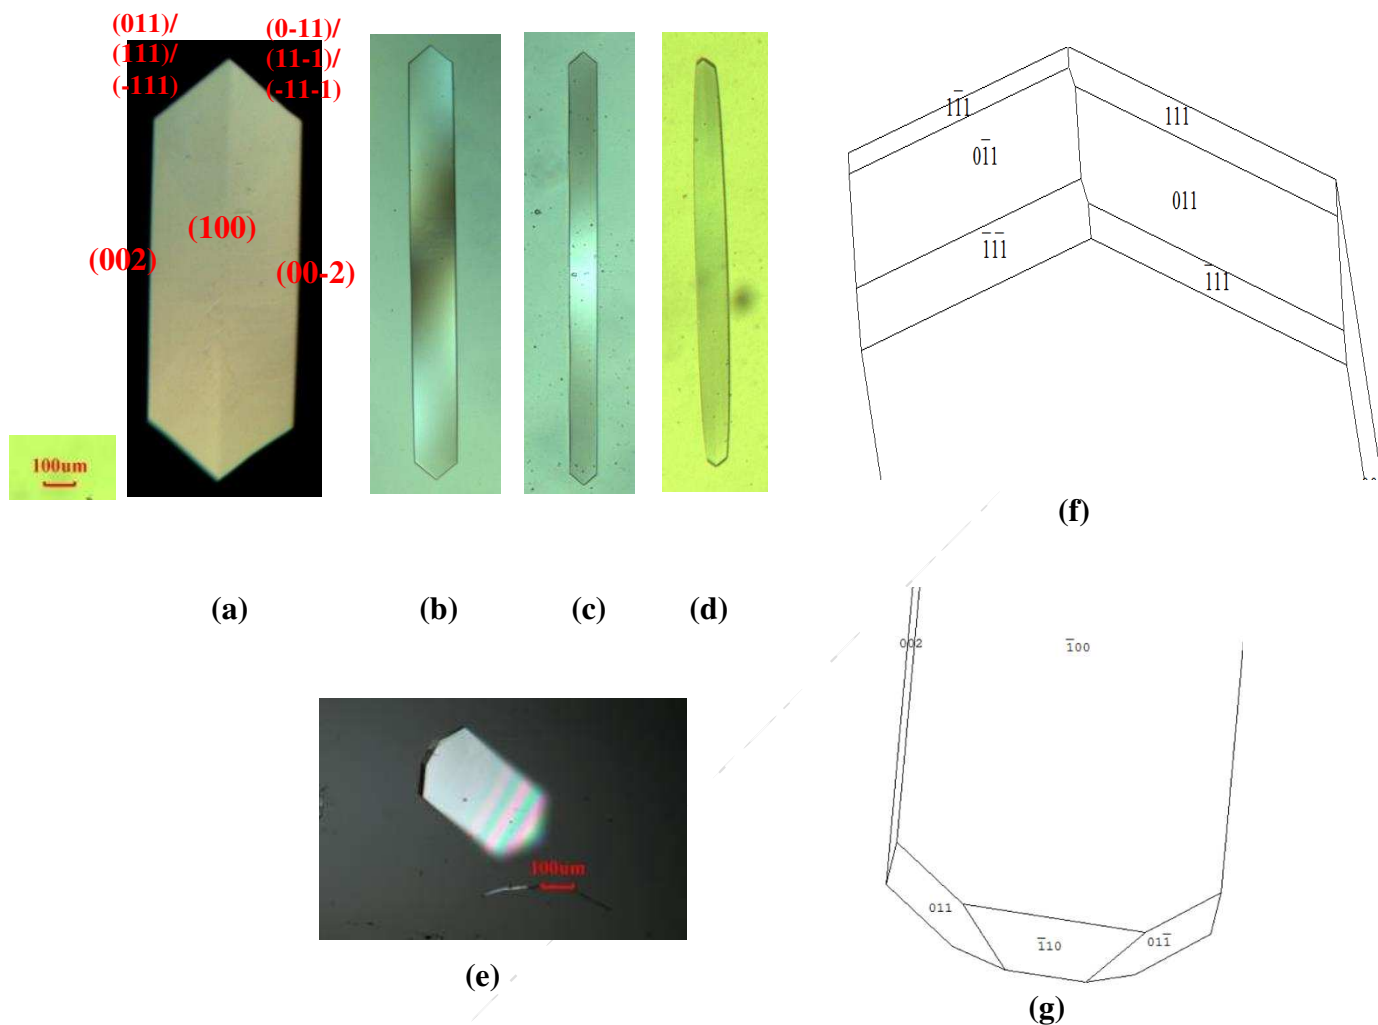 (011)/
(111)/
(-111)
(0-11)/
(11-1)/
(-11-1)
(100)
(002)
(00-2)
100um
(a)
(b)
(c)
(d)
11̅1
111
01̅1
011
1̅1̅1
1̅11
(f)
002
1̅00
011
1̅10
011̅
(g)
100um
(e)